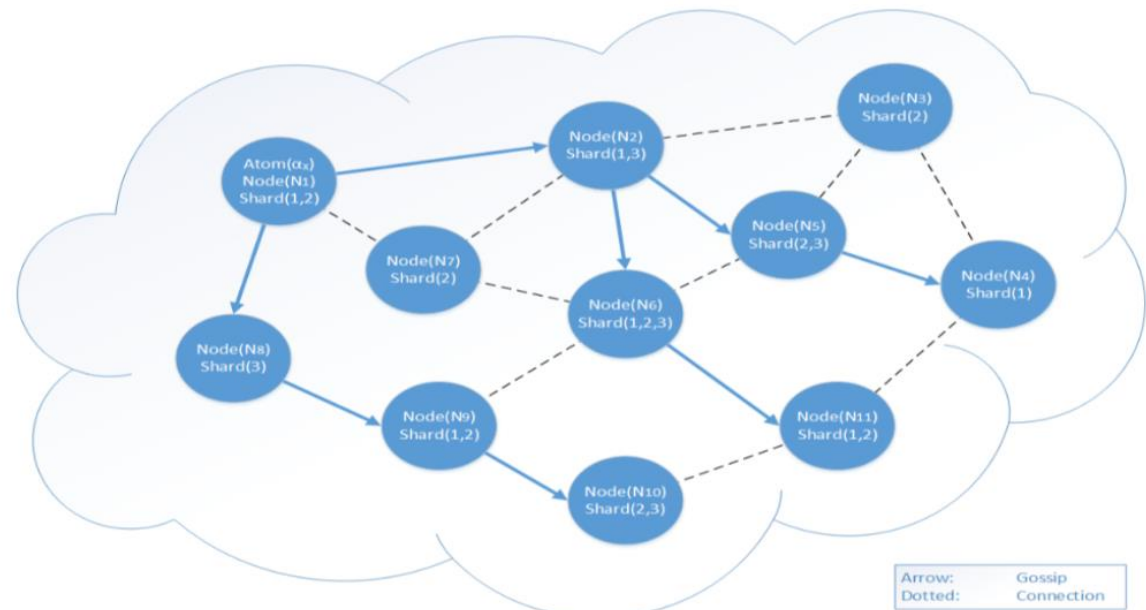 Node(N3)
Shard(2)
Node(N2)
Shard(1,3)
Atom(αx)
Node(N1)
Shard(1,2)
Node(N5)
Shard(2,3)
Node(N7)
Shard(2)
Node(N4)
Shard(1)
Node(N6)
Shard(1,2,3)
Node(N8)
Shard(3)
Node(N9)
Shard(1,2)
Node(N11)
Shard(1,2)
Node(N10)
Shard(2,3)
Arrow: Gossip
Dotted: Connection